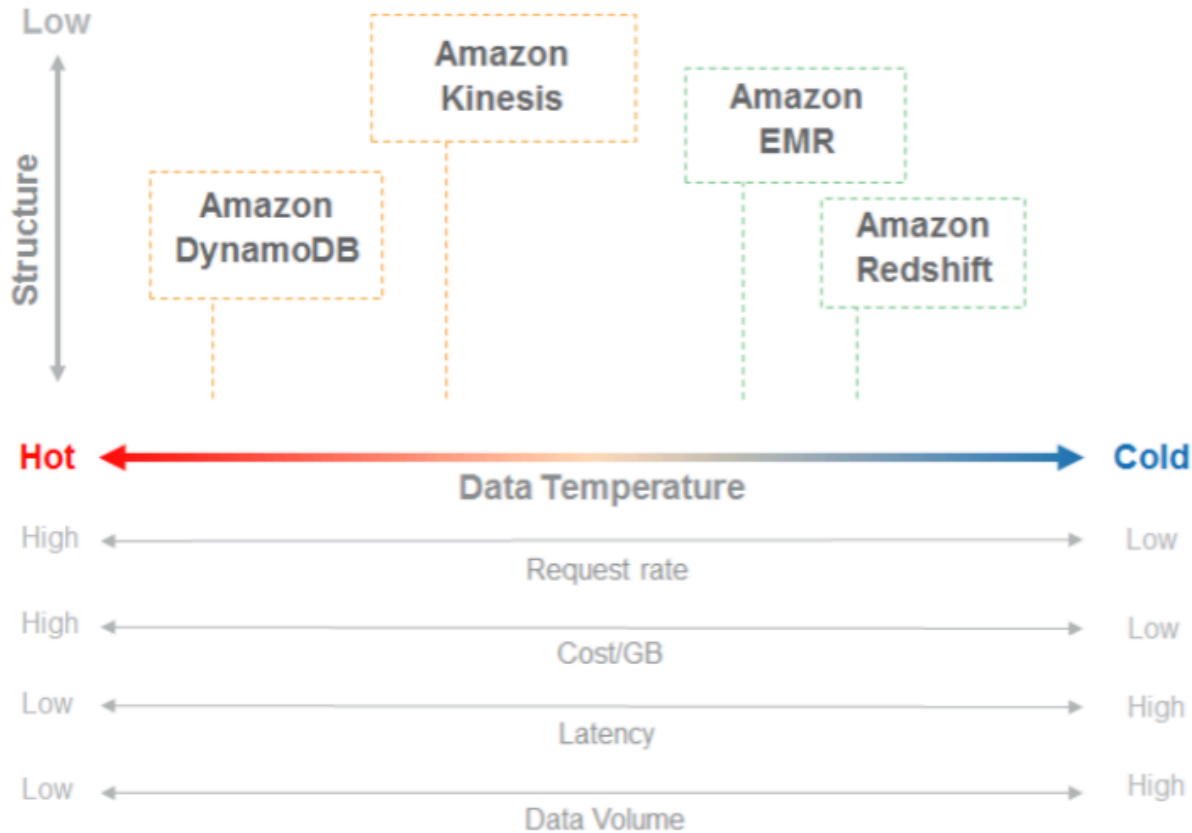 Low
Amazon
Kinesis
Amazon
EMR
Amazon
DynamoDB
Amazon
Redshift
Structure
Hot
Cold
Data Temperature
High
Low
Request rate
High
Low
Cost/GB
Low
High
Latency
Low
High
Data Volume